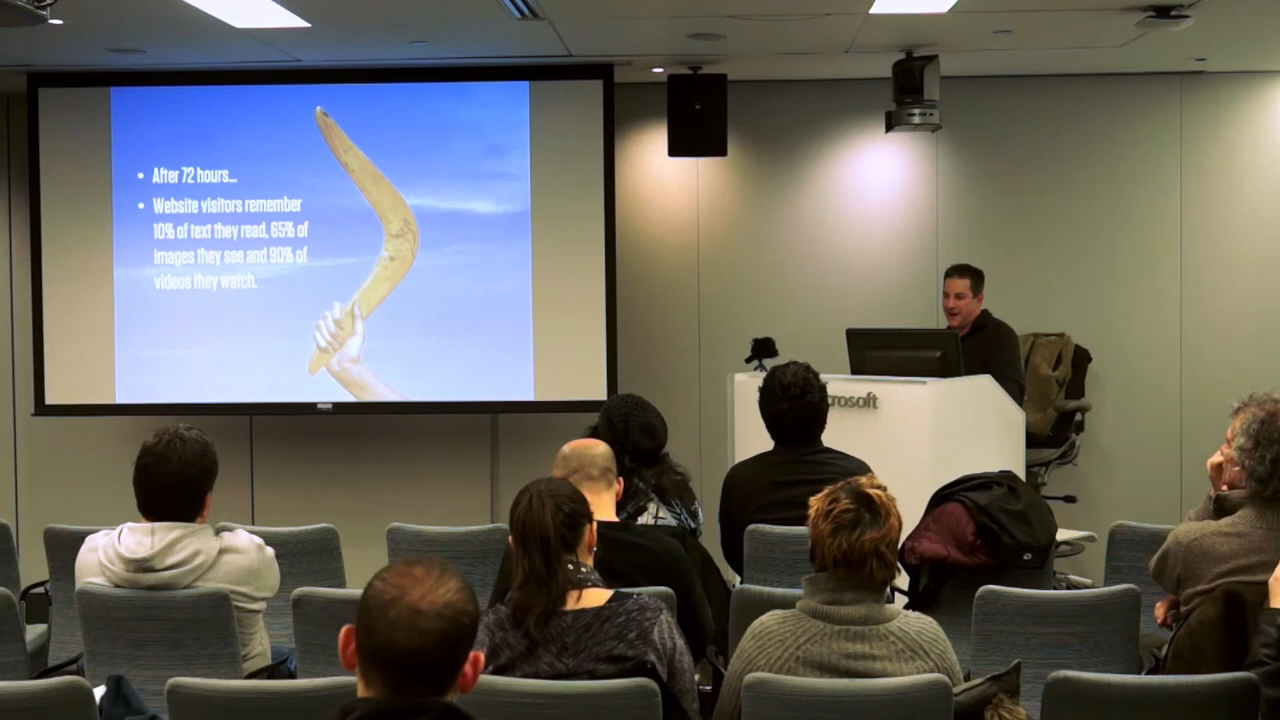 • After 72 hours...
• Website visitors remember
10% of text they read, 65% of
images they see and 90% of
videos they watch.
crosoft